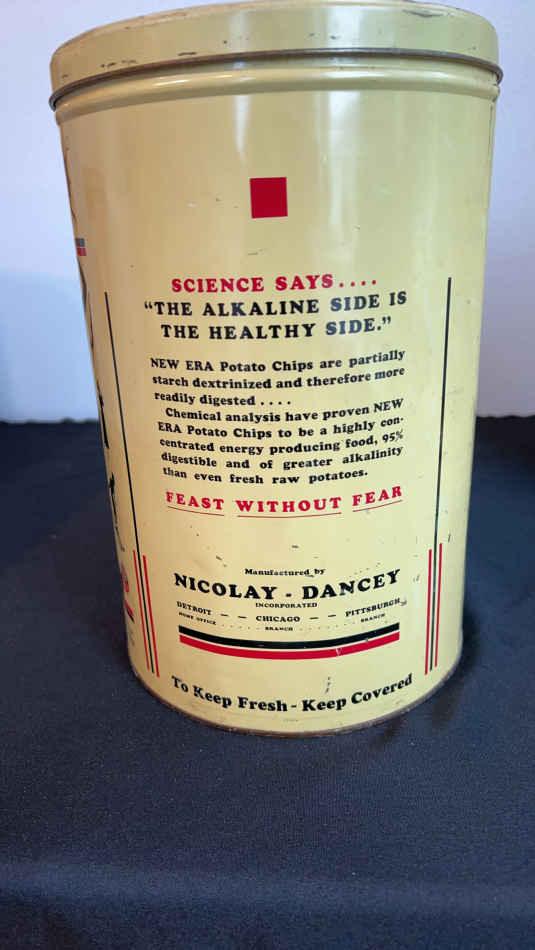 SCIENCE SAYS....
“THE ALKALINE SIDE IS
THE HEALTHY SIDE.”
NEW ERA Potato Chips are partially
starch dextrinized and therefore more
readily digested ....
Chemical analysis have proven NEW
ERA Potato Chips to be a highly con-
centrated energy producing food, 95%
digestible and of greater alkalinity
than even fresh raw potatoes.
FEAST WITHOUT FEAR
Manufactured by
NICOLAY - DANCEY
INCORPORATED
DETROIT — — CHICAGO — — PITTSBURGH
HOME OFFICE ..... BRANCH ........ BRANCH
To Keep Fresh - Keep Covered